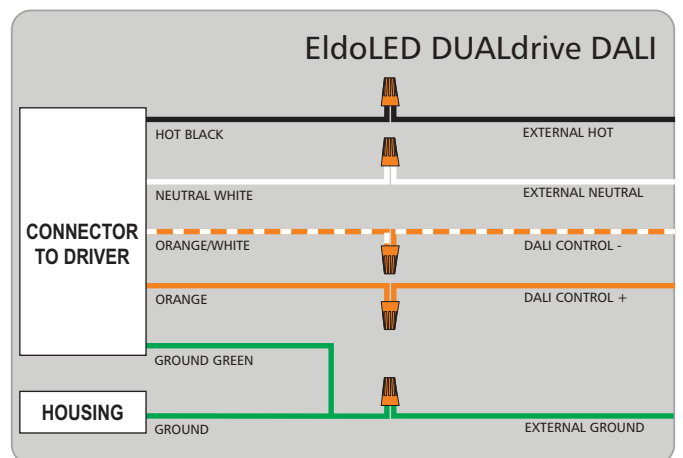 EldoLED DUALdrive DALI
HOT BLACK
EXTERNAL HOT
NEUTRAL WHITE
EXTERNAL NEUTRAL
CONNECTOR
TO DRIVER
ORANGE/WHITE
DALI CONTROL -
ORANGE
DALI CONTROL +
GROUND GREEN
HOUSING
GROUND
EXTERNAL GROUND